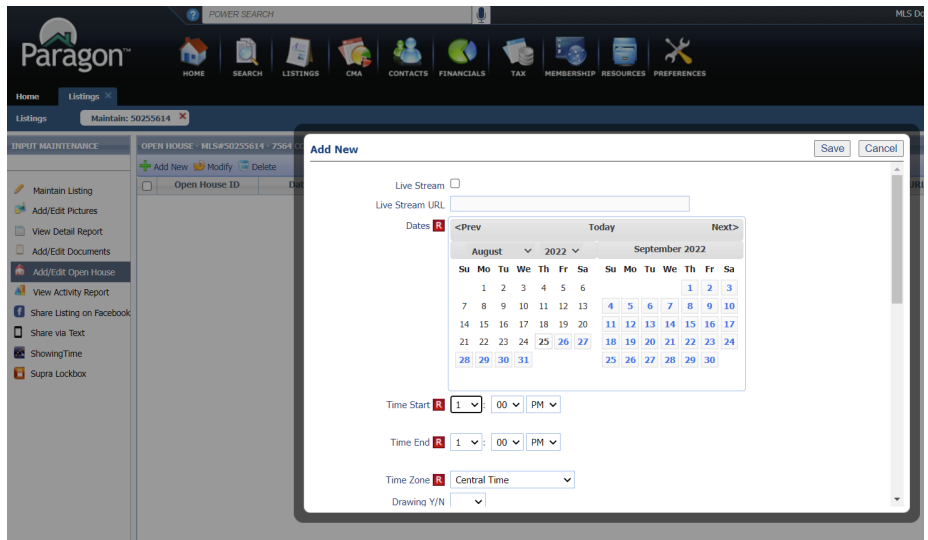 POWER SEARCH
MLS Do
Paragon™
HOME SEARCH LISTINGS CMA CONTACTS FINANCIALS TAX MEMBERSHIP RESOURCES PREFERENCES
Home Listings
Listings Maintain: 50255614
INPUT MAINTENANCE
OPEN HOUSE - MLS#50255614 - 7564 CO
Add New Modify Delete
Open House ID Dat
URL
Maintain Listing
Add/Edit Pictures
View Detail Report
Add/Edit Documents
Add/Edit Open House
View Activity Report
Share Listing on Facebook
Share via Text
ShowingTime
Supra Lockbox
Add New Save Cancel
Live Stream
Live Stream URL
Dates R
<Prev Today Next>
August 2022 September 2022
Su Mo Tu We Th Fr Sa Su Mo Tu We Th Fr Sa
1 2 3 4 5 6 1 2 3
7 8 9 10 11 12 13 4 5 6 7 8 9 10
14 15 16 17 18 19 20 11 12 13 14 15 16 17
21 22 23 24 25 26 27 18 19 20 21 22 23 24
28 29 30 31 25 26 27 28 29 30
Time Start R 1 : 00 PM
Time End R 1 : 00 PM
Time Zone R Central Time
Drawing Y/N